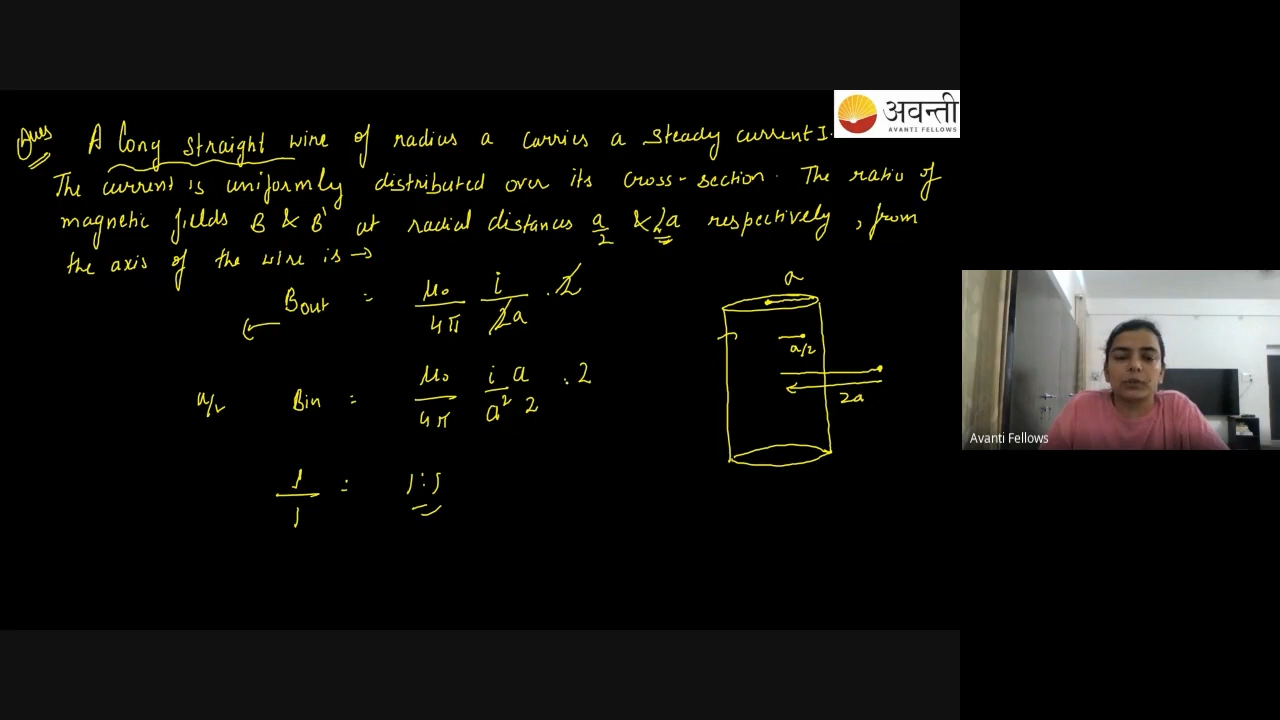 Ques
A long straight wire of radius a carries a steady current I.
The current is uniformly distributed over its cross-section. The ratio of
magnetic fields B & B' at radial distances a/2 & 2a respectively, from
the axis of the wire is →
Bout = μ0/4π i/2a . 2
a/2 Bin = μ0/4π i/a² a/2 . 2
1/1 = 1:1
a
a/2
2a
अवन्ती
AVANTI FELLOWS
Avanti Fellows